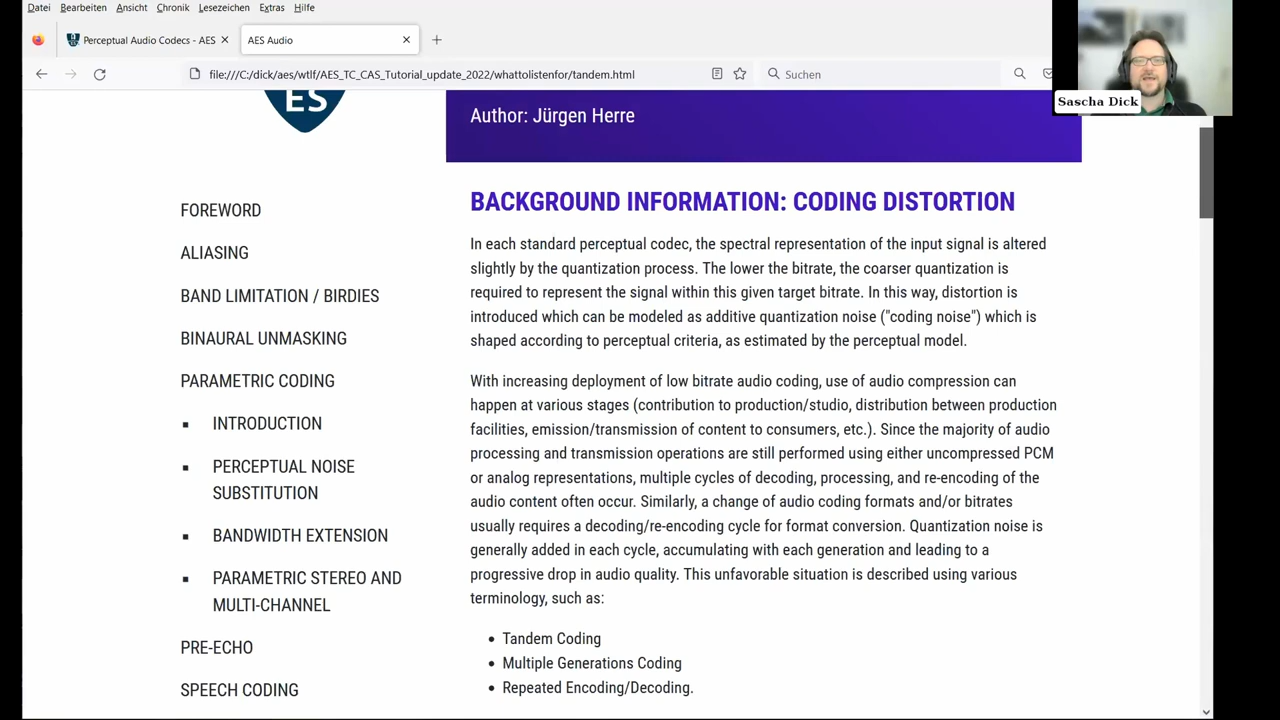 Datei Bearbeiten Ansicht Chronik Lesezeichen Extras Hilfe
Perceptual Audio Codecs - AES
AES Audio
file:///C:/dick/aes/wtlf/AES_TC_CAS_Tutorial_update_2022/whattolistenfor/tandem.html
Suchen
Sascha Dick
ES
Author: Jürgen Herre
FOREWORD
ALIASING
BAND LIMITATION / BIRDIES
BINAURAL UNMASKING
PARAMETRIC CODING
INTRODUCTION
PERCEPTUAL NOISE
SUBSTITUTION
BANDWIDTH EXTENSION
PARAMETRIC STEREO AND
MULTI-CHANNEL
PRE-ECHO
SPEECH CODING
BACKGROUND INFORMATION: CODING DISTORTION
In each standard perceptual codec, the spectral representation of the input signal is altered
slightly by the quantization process. The lower the bitrate, the coarser quantization is
required to represent the signal within this given target bitrate. In this way, distortion is
introduced which can be modeled as additive quantization noise ("coding noise") which is
shaped according to perceptual criteria, as estimated by the perceptual model.
With increasing deployment of low bitrate audio coding, use of audio compression can
happen at various stages (contribution to production/studio, distribution between production
facilities, emission/transmission of content to consumers, etc.). Since the majority of audio
processing and transmission operations are still performed using either uncompressed PCM
or analog representations, multiple cycles of decoding, processing, and re-encoding of the
audio content often occur. Similarly, a change of audio coding formats and/or bitrates
usually requires a decoding/re-encoding cycle for format conversion. Quantization noise is
generally added in each cycle, accumulating with each generation and leading to a
progressive drop in audio quality. This unfavorable situation is described using various
terminology, such as:
• Tandem Coding
• Multiple Generations Coding
• Repeated Encoding/Decoding.